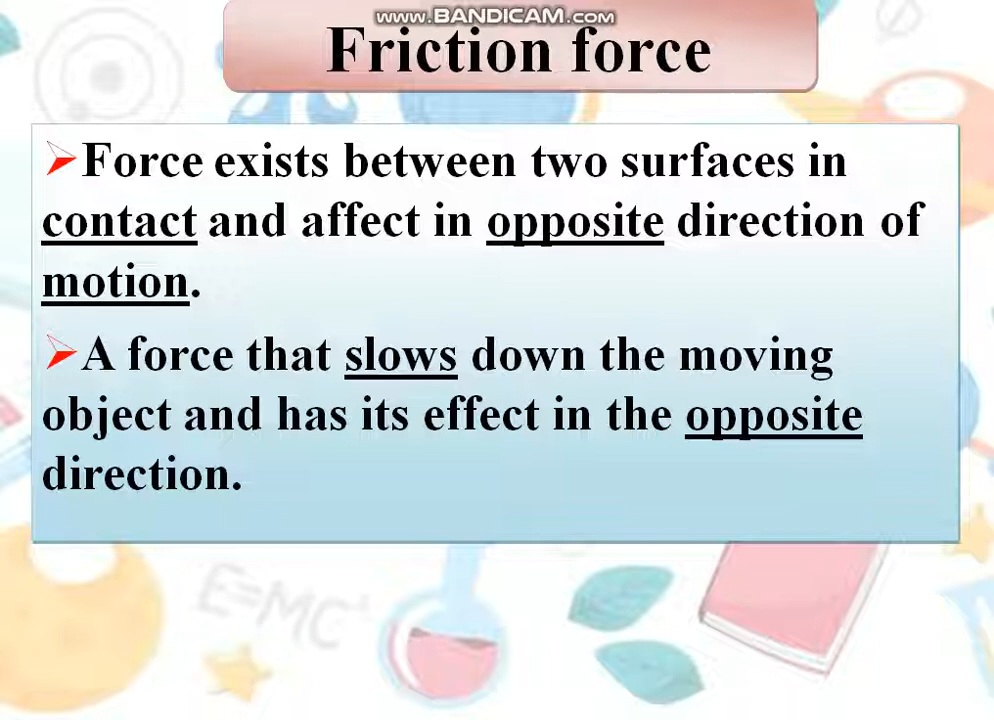 www.BANDICAM.com
Friction force
➢Force exists between two surfaces in
contact and affect in opposite direction of
motion.
➢A force that slows down the moving
object and has its effect in the opposite
direction.
E=MC²